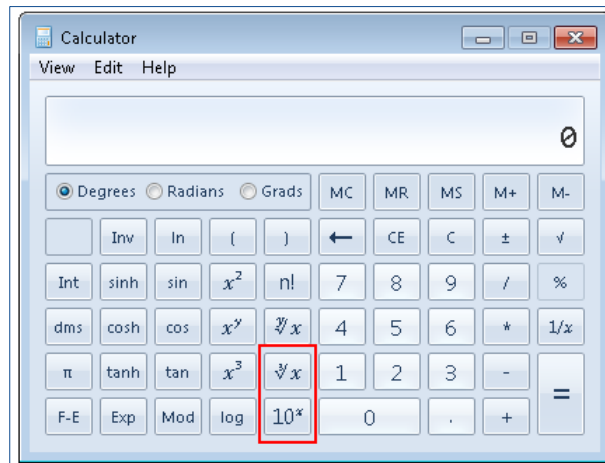 Calculator
View Edit Help
0
Degrees Radians Grads MC MR MS M+ M-
Inv ln ( ) ← CE C ± √
Int sinh sin x² n! 7 8 9 / %
dms cosh cos xʸ ʸ√x 4 5 6 * 1/x
π tanh tan x³ ³√x 1 2 3 - =
F-E Exp Mod log 10ˣ 0 . +